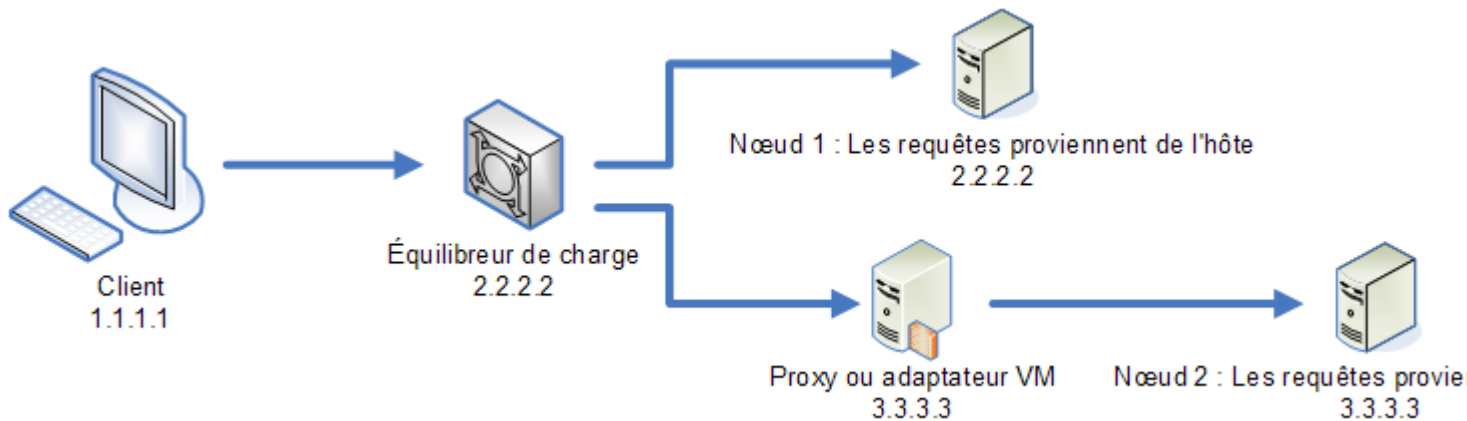 Nœud 1 : Les requêtes proviennent de l'hôte
2.2.2.2
Équilibreur de charge
2.2.2.2
Client
1.1.1.1
Proxy ou adaptateur VM
3.3.3.3
Nœud 2 : Les requêtes
3.3.3.3